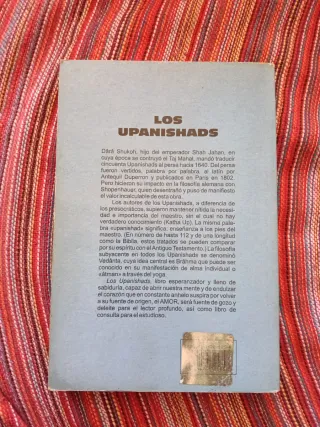 LOS
UPANISHADS
Dârâ Shukoh, hijo del emperador Shah Jahan, en
cuya época se contruyó el Taj Mahal, mandó traducir
cincuenta Upanishads al persa hacia 1640. Del persa
fueron vertidos, palabra por palabra, al latín por
Antequil Duperron y publicados en París en 1802.
Pero hicieron su impacto en la filosofía alemana con
Shopenhauer, quien desentrañó y puso de manifiesto
el valor incalculable de esta obra.
Los autores de los Upanishads, a diferencia de
los presocráticos, supieron mantener nítida la necesi-
dad e importancia del maestro, sin el cual no hay
verdadero conocimiento (Katha Up). La misma pala-
bra «upanishad» significa: enseñanza a los pies del
maestro. (En número de hasta 112 y de una longitud
como la Biblia, estos tratados se pueden comparar
por su espíritu con el Antiguo Testamento.) La filosofía
subyascente en todos los Upanishads se denominó
Vedânta, cuya idea central es Brâhma que puede ser
conocido en su manifestación de alma individual o
«âtman» a través del yoga.
Los Upanishads, libro esperanzador y lleno de
sabiduría, capaz de abrir nuestra mente y de endulzar
el corazón que en constante anhelo suspira por volver
a su fuente de origen, el AMOR, será fuente de gozo y
deleite para el lector profundo, así como libro de
consulta para el estudioso.